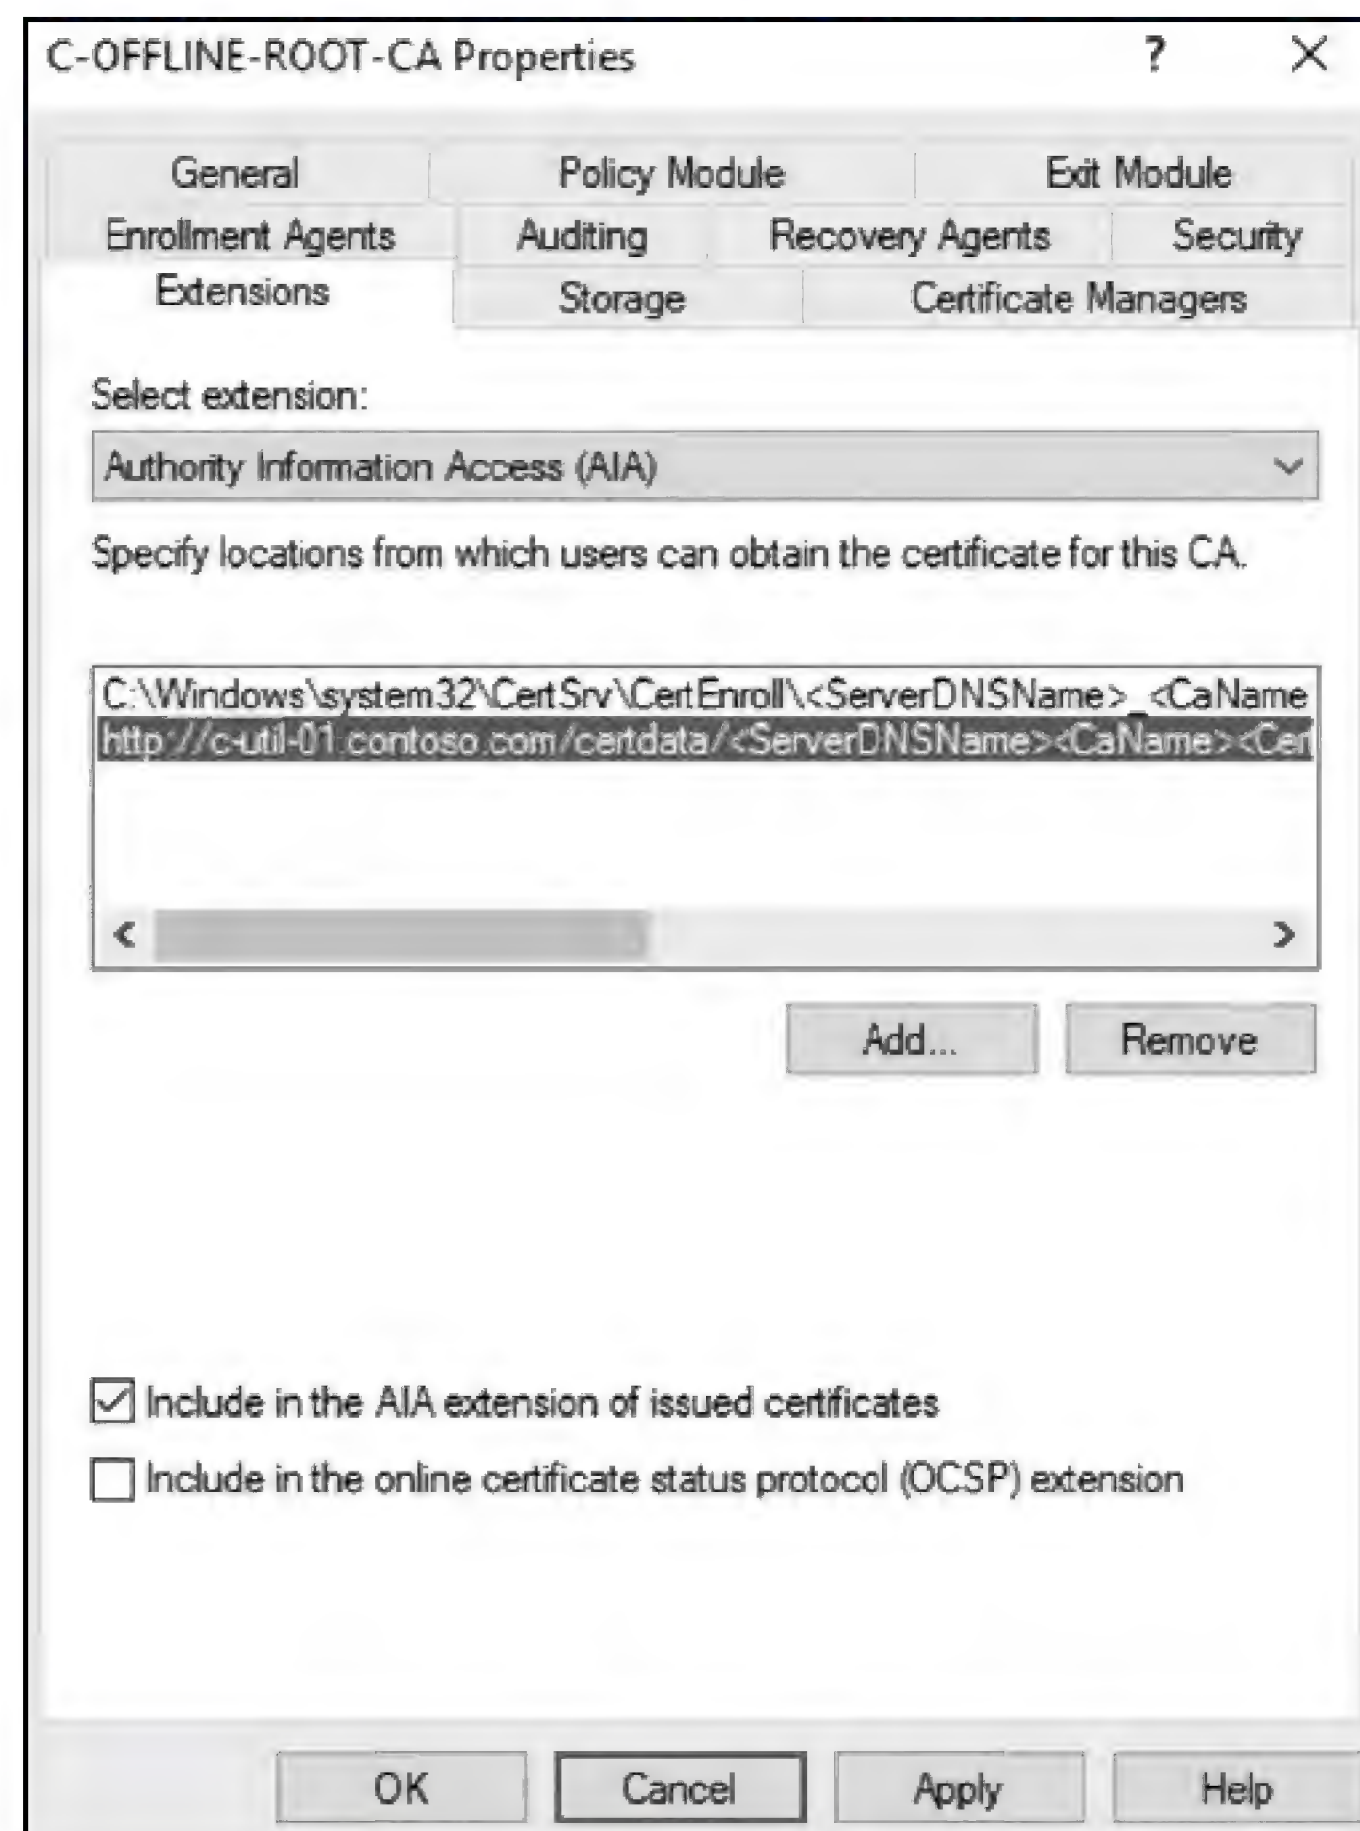 C-OFFLINE-ROOT-CA Properties ? X
General Policy Module Exit Module
Enrollment Agents Auditing Recovery Agents Security
Extensions Storage Certificate Managers
Select extension:
Authority Information Access (AIA)
Specify locations from which users can obtain the certificate for this CA.
C:\Windows\system32\CertSrv\CertEnroll\<ServerDNSName>_<CaName
http://c-util-01.contoso.com/certdata/<ServerDNSName><CaName><Cert
Add... Remove
Include in the AIA extension of issued certificates
Include in the online certificate status protocol (OCSP) extension
OK Cancel Apply Help